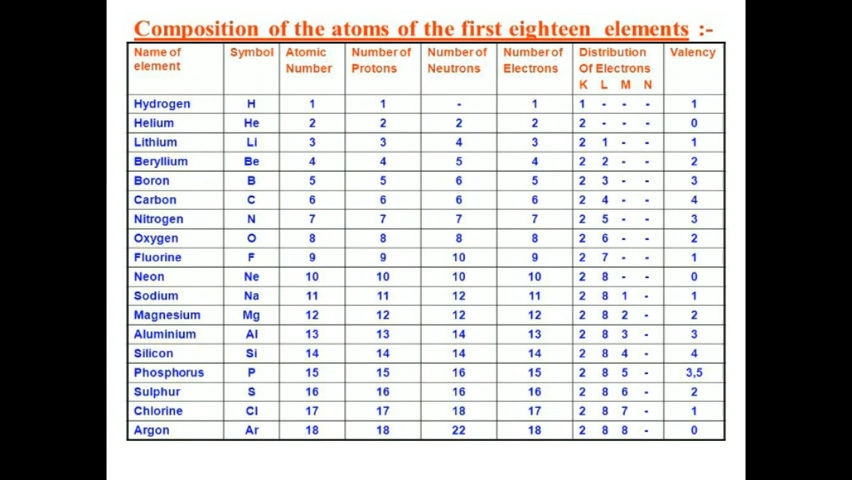 Composition of the atoms of the first eighteen elements :-
Name of element Symbol Atomic Number Number of Protons Number of Neutrons Number of Electrons Distribution Of Electrons K L M N Valency
Hydrogen H 1 1 - 1 1 - - - 1
Helium He 2 2 2 2 2 - - - 0
Lithium Li 3 3 4 3 2 1 - - 1
Beryllium Be 4 4 5 4 2 2 - - 2
Boron B 5 5 6 5 2 3 - - 3
Carbon C 6 6 6 6 2 4 - - 4
Nitrogen N 7 7 7 7 2 5 - - 3
Oxygen O 8 8 8 8 2 6 - - 2
Fluorine F 9 9 10 9 2 7 - - 1
Neon Ne 10 10 10 10 2 8 - - 0
Sodium Na 11 11 12 11 2 8 1 - 1
Magnesium Mg 12 12 12 12 2 8 2 - 2
Aluminium Al 13 13 14 13 2 8 3 - 3
Silicon Si 14 14 14 14 2 8 4 - 4
Phosphorus P 15 15 16 15 2 8 5 - 3,5
Sulphur S 16 16 16 16 2 8 6 - 2
Chlorine Cl 17 17 18 17 2 8 7 - 1
Argon Ar 18 18 22 18 2 8 8 - 0